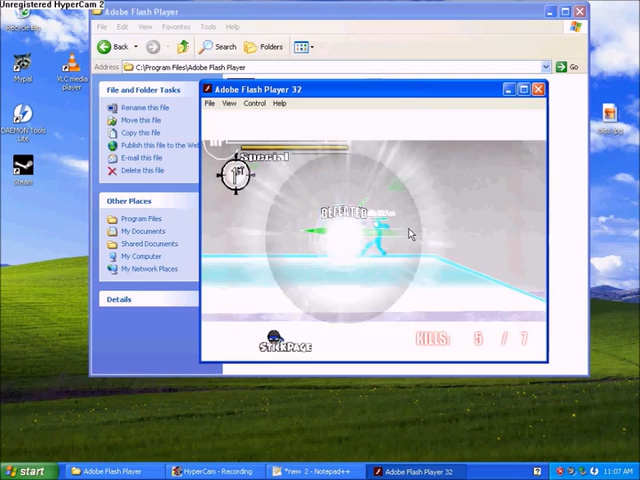 Unregistered HyperCam 2
Recycle Bin
Mypal
VLC media
player
DAEMON Tools
Lite
Steam
Adobe Flash Player
File Edit View Favorites Tools Help
Back Search Folders
Address C:\Program Files\Adobe Flash Player Go
File and Folder Tasks
Rename this file
Move this file
Copy this file
Publish this file to the Web
E-mail this file
Delete this file
Other Places
Program Files
My Documents
Shared Documents
My Computer
My Network Places
Details
Adobe Flash Player 32
File View Control Help
Special
DEFEATED
STICKPAGE
KILLS: 5 / 7
start Adobe Flash Player HyperCam - Recording *new 2 - Notepad++ Adobe Flash Player 32 11:07 AM